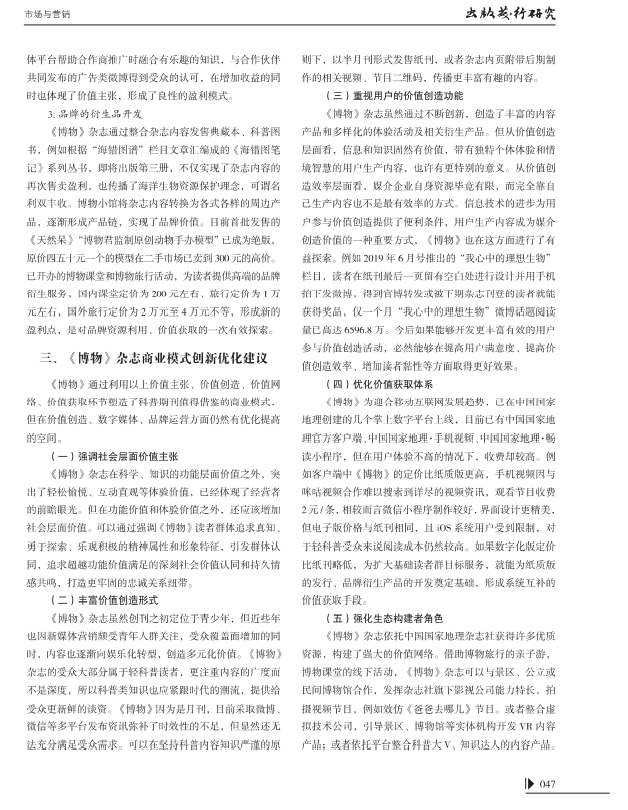 市场与营销
出版发行研究
体平台帮助合作商推广时融合有乐趣的知识，与合作伙伴
共同发布的广告类微博得到受众的认可，在增加收益的同
时也体现了价值主张，形成了良性的盈利模式。
3. 品牌的衍生品开发
《博物》杂志通过整合杂志内容发售典藏本、科普图
书，例如根据“海错图谱”栏目文章汇编成的《海错图笔
记》系列丛书，即将出版第三册，不仅实现了杂志内容的
再次售卖盈利，也传播了海洋生物资源保护理念，可谓名
利双丰收。博物小馆将杂志内容转换为各式各样的周边产
品，逐渐形成产品链，实现了品牌价值。目前首批发售的
《天然呆》“博物君监制原创动物手办模型”已成为绝版，
原价四五十元一个的模型在二手市场已卖到 300 元的高价。
已开办的博物课堂和博物旅行活动，为读者提供高端的品牌
衍生服务，国内课堂定价为 200 元左右、旅行定价为 1 万
元左右，国外旅行定价为 2 万元至 4 万元不等，形成新的
盈利点，是对品牌资源利用、价值获取的一次有效探索。
三、《博物》杂志商业模式创新优化建议
《博物》通过利用以上价值主张、价值创造、价值网
络、价值获取环节塑造了科普期刊值得借鉴的商业模式，
但在价值创造、数字媒体、品牌运营方面仍然有优化提高
的空间。
（一）强调社会层面价值主张
《博物》杂志在科学、知识的功能层面价值之外，突
出了轻松愉悦、互动直观等体验价值，已经体现了经营者
的前瞻眼光。但在功能价值和体验价值之外，还应该增加
社会层面价值。可以通过强调《博物》读者群体追求真知、
勇于探索、乐观积极的精神属性和形象特征，引发群体认
同，追求超越功能价值满足的深刻社会价值认同和持久情
感共鸣，打造更牢固的忠诚关系纽带。
（二）丰富价值创造形式
《博物》杂志虽然创刊之初定位于青少年，但近些年
也因新媒体营销颇受青年人群关注，受众覆盖面增加的同
时，内容也逐渐向娱乐化转型，创造多元化价值。《博物》
杂志的受众大部分属于轻科普读者，更注重内容的广度而
不是深度，所以科普类知识也应紧跟时代的潮流，提供给
受众更新鲜的谈资。《博物》因为是月刊，目前采取微博、
微信等多平台发布资讯弥补了时效性的不足，但显然还无
法充分满足受众需求。可以在坚持科普内容知识严谨的原
则下，以半月刊形式发售纸刊，或者杂志内页附带后期制
作的相关视频、节目二维码，传播更丰富有趣的内容。
（三）重视用户的价值创造功能
《博物》杂志虽然通过不断创新，创造了丰富的内容
产品和多样化的体验活动及相关衍生产品。但从价值创造
层面看，信息和知识固然有价值，带有独特个体体验和情
境智慧的用户生产内容，也许有更特别的意义。从价值创
造效率层面看，媒介企业自身资源毕竟有限，而完全靠自
己生产内容也不是最有效率的方式。信息技术的进步为用
户参与价值创造提供了便利条件，用户生产内容成为媒介
创造价值的一种重要方式，《博物》也在这方面进行了有
益探索。例如 2019 年 6 月号推出的“我心中的理想生物”
栏目，读者在纸刊最后一页留有空白处进行设计并用手机
拍下发微博，得到官博转发或被下期杂志刊登的读者就能
获得奖品，仅一个月“我心中的理想生物”微博话题阅读
量已高达 6596.8 万。今后如果能够开发更丰富有效的用户
参与价值创造活动，必然能够在提高用户满意度、提高价
值创造效率、增加读者黏性等方面取得更好效果。
（四）优化价值获取体系
《博物》为迎合移动互联网发展趋势，已在中国国家
地理创建的几个掌上数字平台上线，目前已有中国国家地
理官方客户端、中国国家地理·手机视频、中国国家地理·畅
读小程序，但在用户体验不高的情况下，收费却较高。例
如客户端中《博物》的定价比纸质版更高，手机视频因与
咪咕视频合作难以搜索到详尽的视频资讯，观看节目收费
2 元 / 条，相较而言微信小程序制作较好，界面设计更精美，
但电子版价格与纸刊相同，且 iOS 系统用户受到限制，对
于轻科普受众来说阅读成本仍然较高。如果数字化版定价
比纸刊略低，为扩大基础读者群目标服务，就能为纸质版
的发行、品牌衍生产品的开发奠定基础，形成系统互补的
价值获取手段。
（五）强化生态构建者角色
《博物》杂志依托中国国家地理杂志社获得许多优质
资源，构建了强大的价值网络。借助博物旅行的亲子游，
博物课堂的线下活动，《博物》杂志可以与景区、公立或
民间博物馆合作，发挥杂志社旗下影视公司能力特长，拍
摄视频节目，例如效仿《爸爸去哪儿》节目。或者整合虚
拟技术公司，引导景区、博物馆等实体机构开发 VR 内容
产品；或者依托平台整合科普大 V、知识达人的内容产品。
047